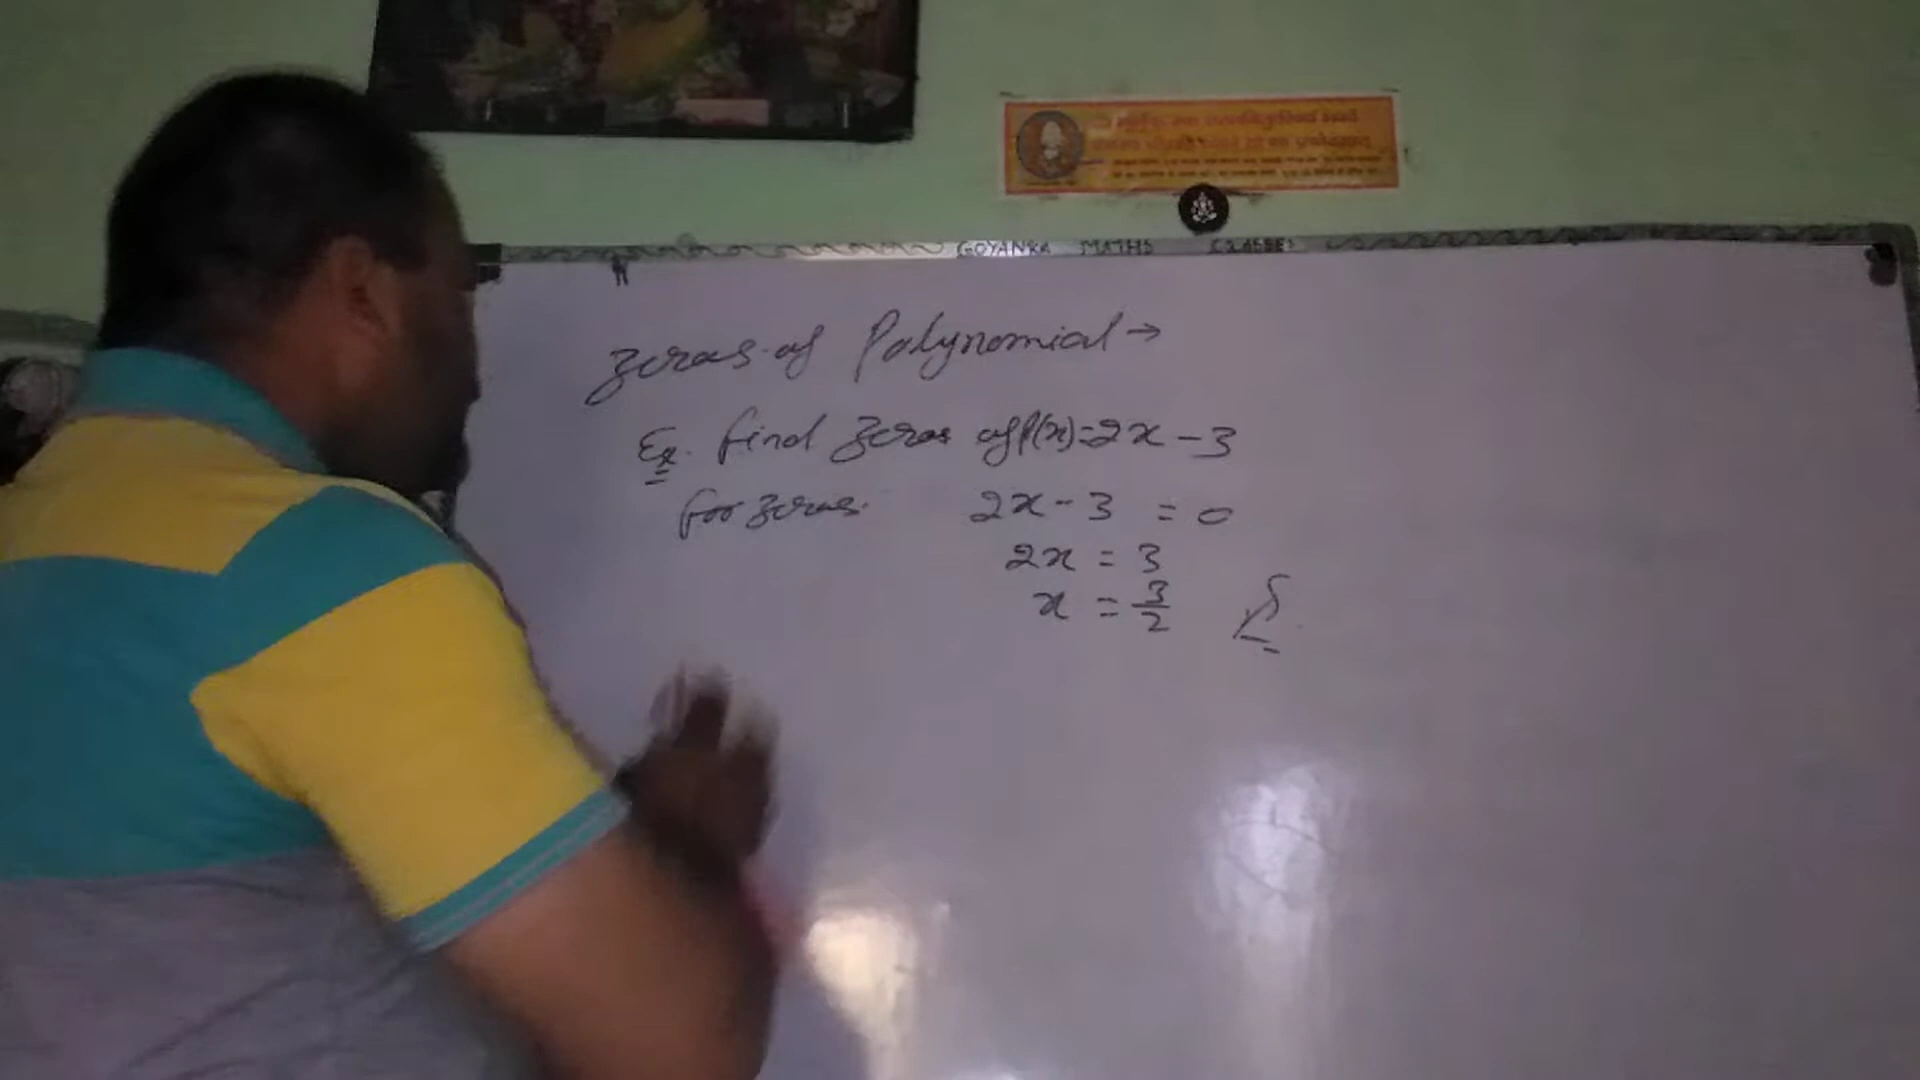 GOYANKA MATHS CLASSES
Zeros of Polynomial →
Ex. find zeros of P(x)=2x-3
for zeros. 2x-3 = 0
2x = 3
x = 3/2